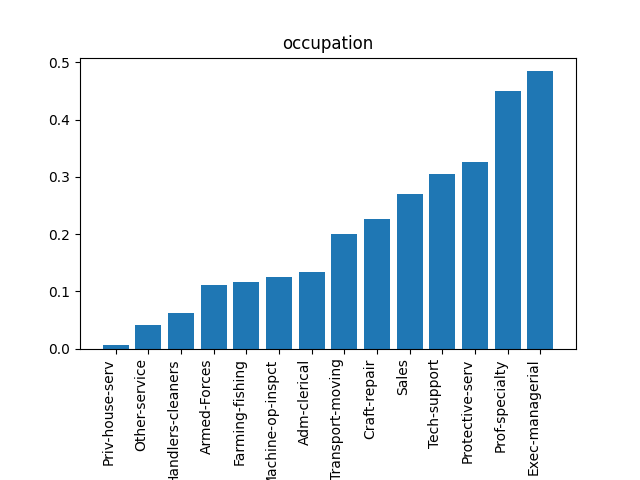 occupation
0.5
0.4
0.3
0.2
0.1
0.0
Priv-house-serv
Other-service
Handlers-cleaners
Armed-Forces
Farming-fishing
Machine-op-inspct
Adm-clerical
Transport-moving
Craft-repair
Sales
Tech-support
Protective-serv
Prof-specialty
Exec-managerial